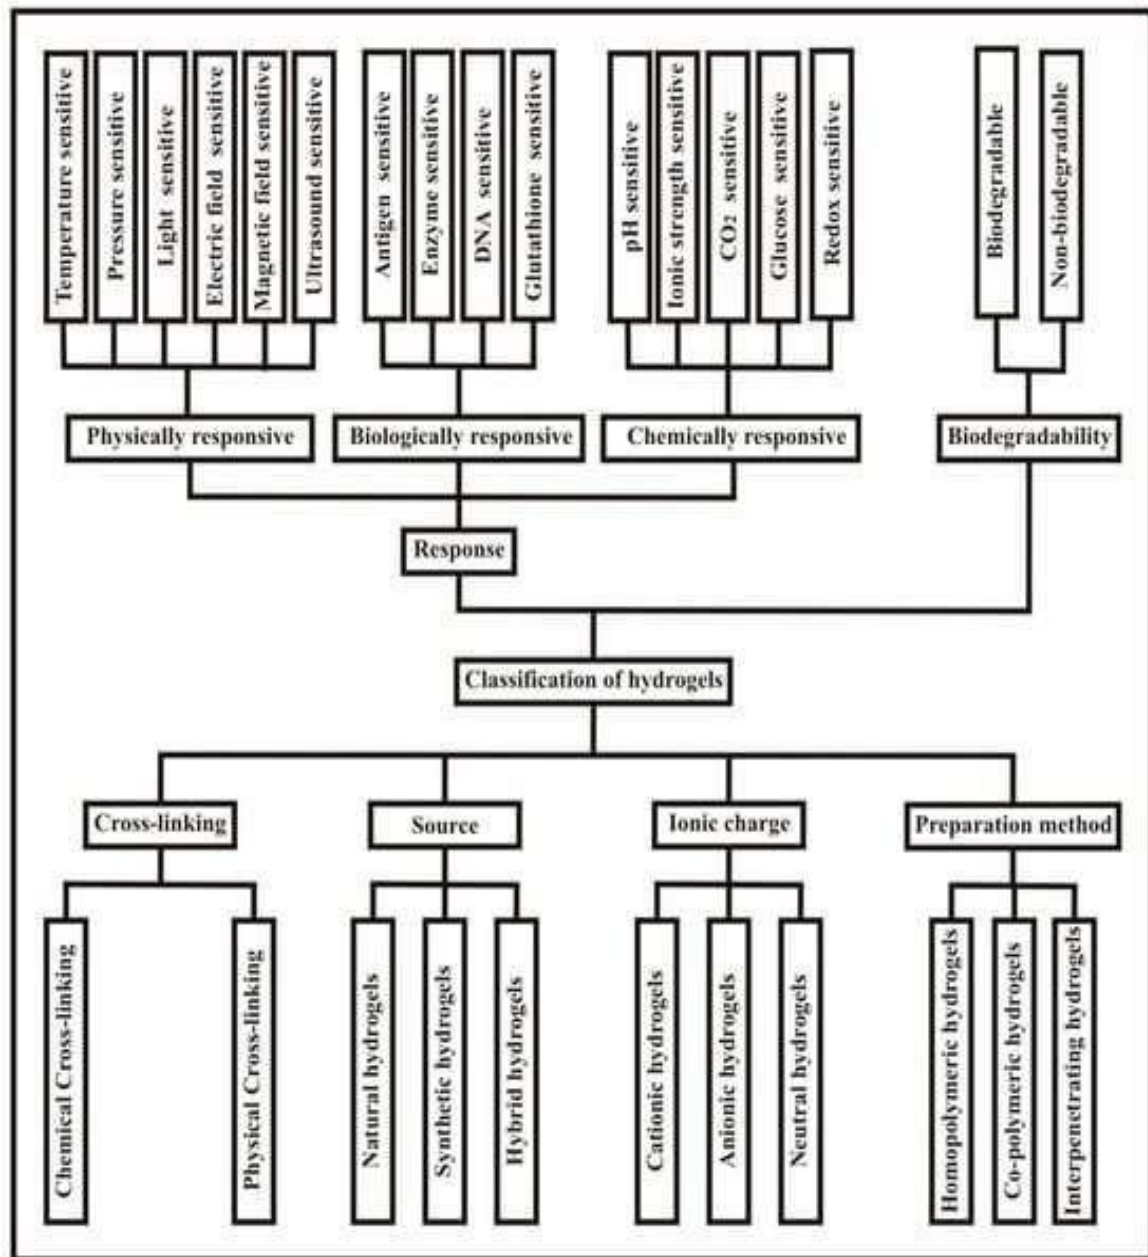 Temperature sensitive
Pressure sensitive
Light sensitive
Electric field sensitive
Magnetic field sensitive
Ultrasound sensitive
Antigen sensitive
Enzyme sensitive
DNA sensitive
Glutathione sensitive
pH sensitive
Ionic strength sensitive
CO2 sensitive
Glucose sensitive
Redox sensitive
Biodegradable
Non-biodegradable
Physically responsive
Biologically responsive
Chemically responsive
Biodegradability
Response
Classification of hydrogels
Cross-linking
Source
Ionic charge
Preparation method
Chemical Cross-linking
Physical Cross-linking
Natural hydrogels
Synthetic hydrogels
Hybrid hydrogels
Cationic hydrogels
Anionic hydrogels
Neutral hydrogels
Homopolymeric hydrogels
Co-polymeric hydrogels
Interpenetrating hydrogels